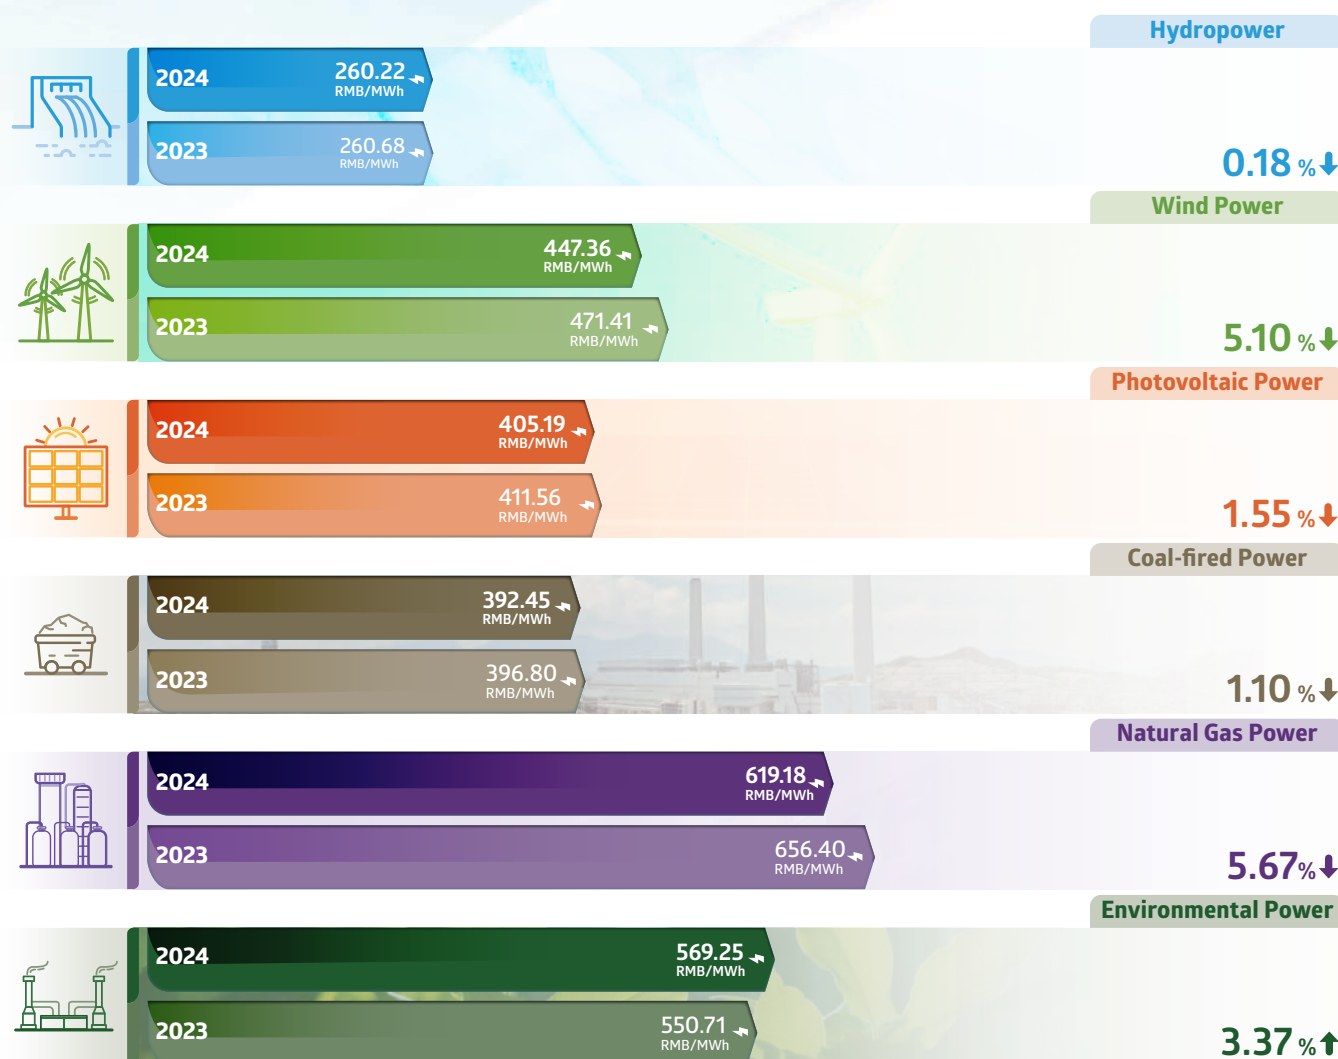 Hydropower
2024
260.22
RMB/MWh
2023
260.68
RMB/MWh
0.18 %
Wind Power
2024
447.36
RMB/MWh
2023
471.41
RMB/MWh
5.10 %
Photovoltaic Power
2024
405.19
RMB/MWh
2023
411.56
RMB/MWh
1.55 %
Coal-fired Power
2024
392.45
RMB/MWh
2023
396.80
RMB/MWh
1.10 %
Natural Gas Power
2024
619.18
RMB/MWh
2023
656.40
RMB/MWh
5.67%
Environmental Power
2024
569.25
RMB/MWh
2023
550.71
RMB/MWh
3.37 %